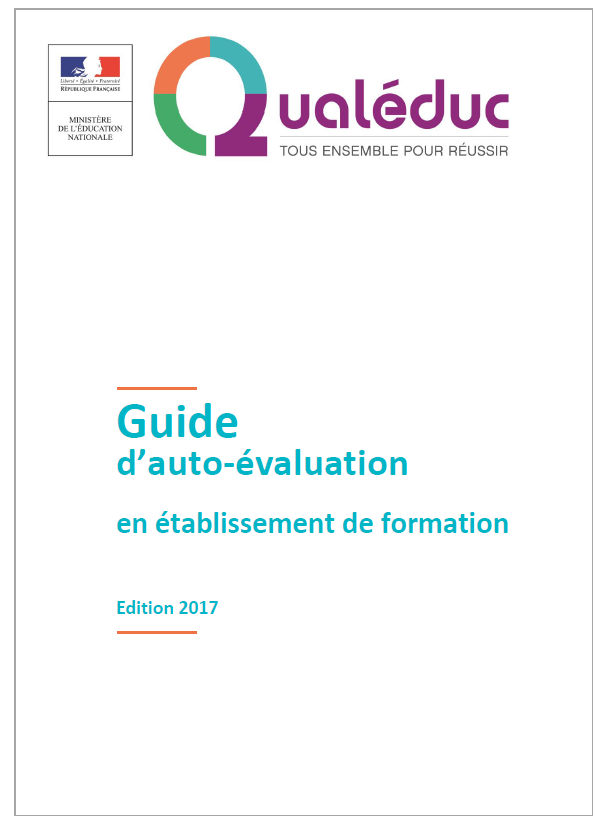 Liberté • Égalité • Fraternité
RÉPUBLIQUE FRANÇAISE
MINISTÈRE
DE L'ÉDUCATION
NATIONALE
Qualéduc
TOUS ENSEMBLE POUR RÉUSSIR
Guide
d'auto-évaluation
en établissement de formation
Edition 2017